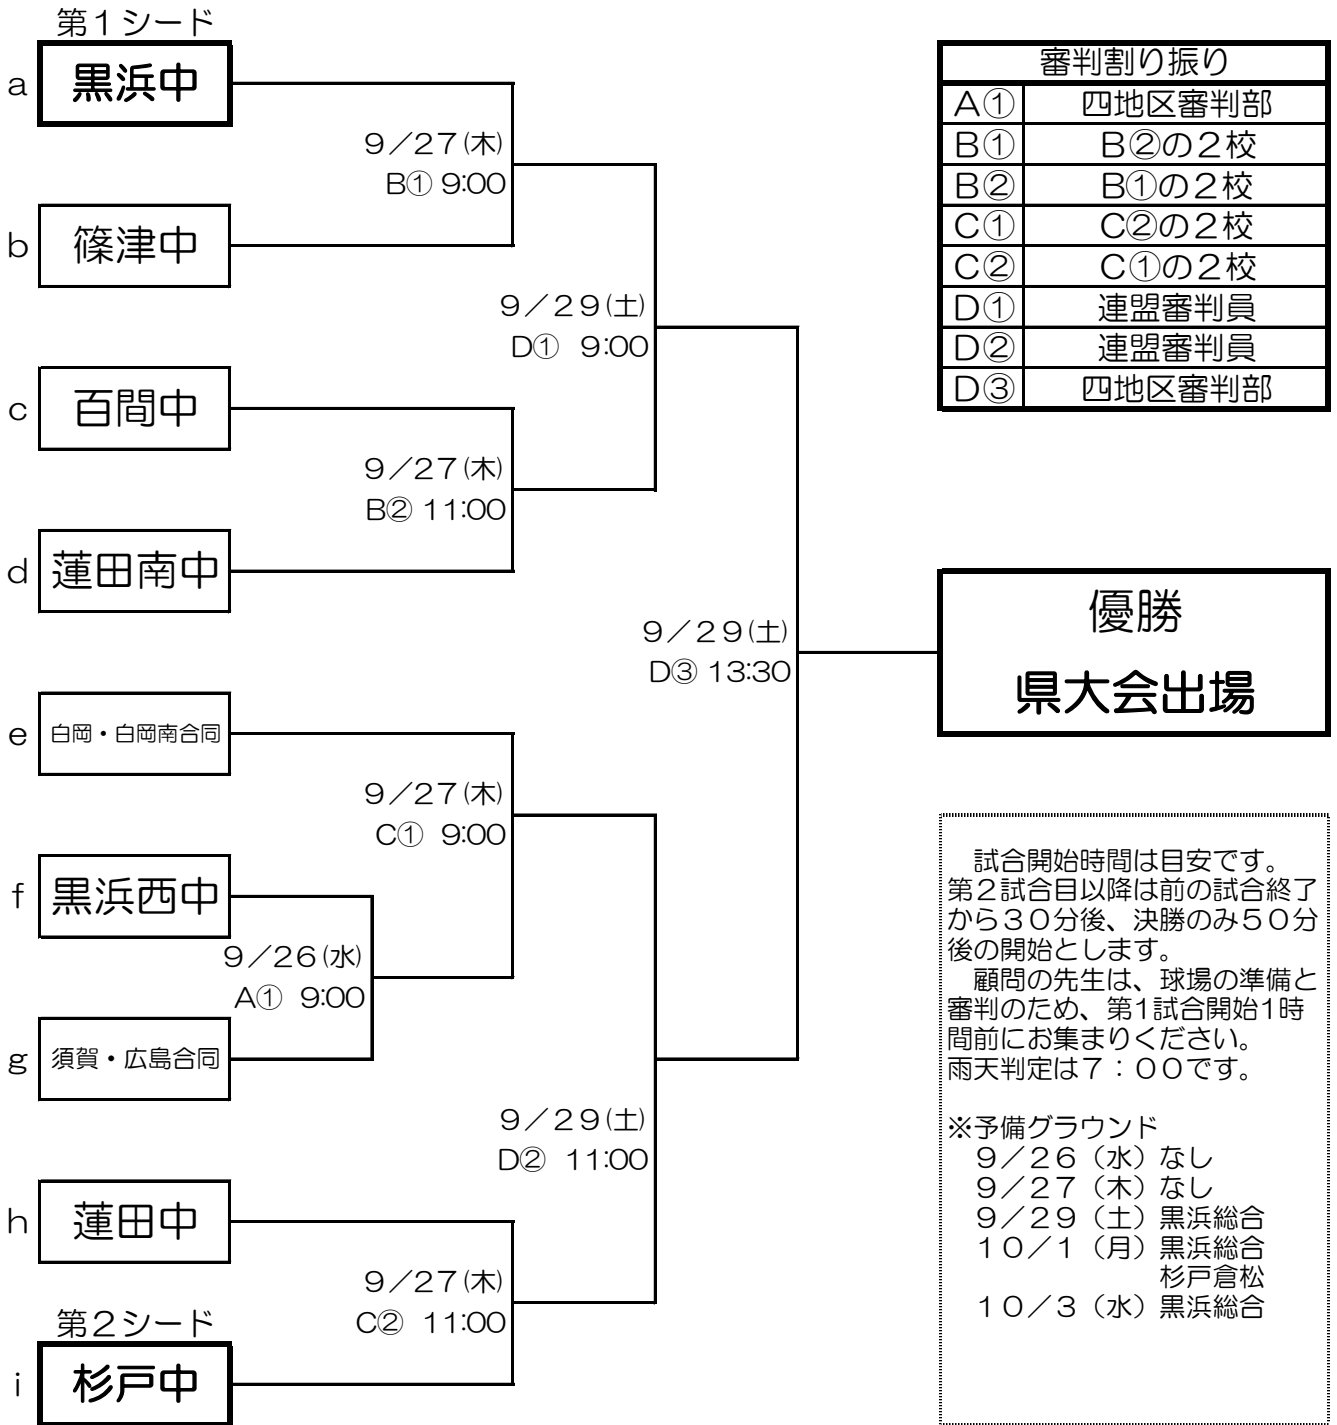 第１シード
a 黒浜中
９／２７(木)
B① 9:00
b 篠津中
９／２９(土)
D① 9:00
c 百間中
９／２７(木)
B② 11:00
d 蓮田南中
９／２９(土)
D③ 13:30
e 白岡・白岡南合同
９／２７(木)
C① 9:00
f 黒浜西中
９／２６(水)
A① 9:00
g 須賀・広島合同
９／２９(土)
D② 11:00
h 蓮田中
９／２７(木)
C② 11:00
第２シード
i 杉戸中
審判割り振り
A① 四地区審判部
B① B②の２校
B② B①の２校
C① C②の２校
C② C①の２校
D① 連盟審判員
D② 連盟審判員
D③ 四地区審判部
優勝
県大会出場
試合開始時間は目安です。
第２試合目以降は前の試合終了
から３０分後、決勝のみ５０分
後の開始とします。
顧問の先生は、球場の準備と
審判のため、第1試合開始1時
間前にお集まりください。
雨天判定は７：００です。
※予備グラウンド
９／２６（水）なし
９／２７（木）なし
９／２９（土）黒浜総合
１０／１（月）黒浜総合
杉戸倉松
１０／３（水）黒浜総合